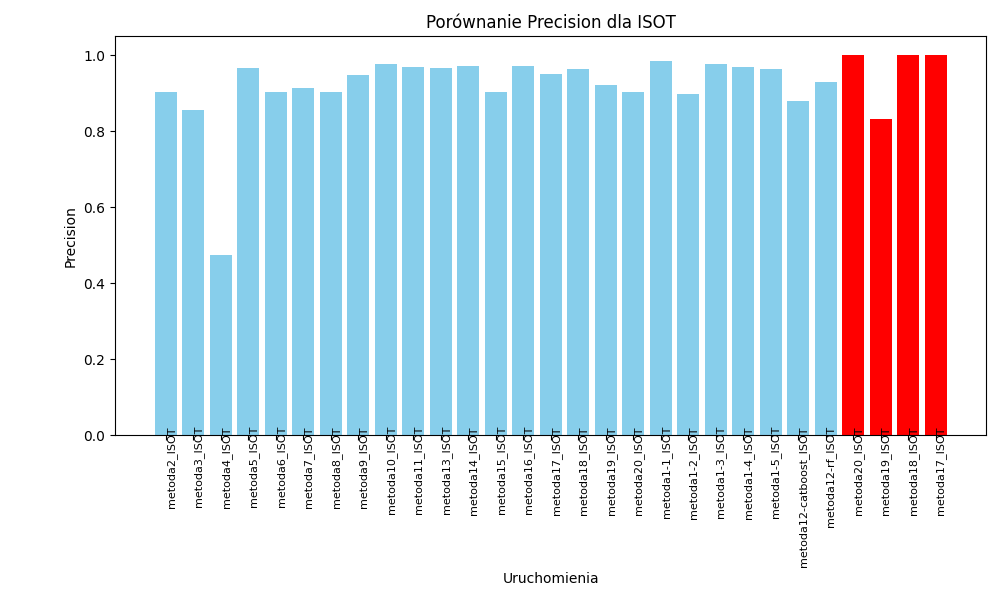 Porównanie Precision dla ISOT
1.0
0.8
0.6
0.4
0.2
0.0
Precision
metoda2_ISOT
metoda3_ISOT
metoda4_ISOT
metoda5_ISOT
metoda6_ISOT
metoda7_ISOT
metoda8_ISOT
metoda9_ISOT
metoda10_ISOT
metoda11_ISOT
metoda13_ISOT
metoda14_ISOT
metoda15_ISOT
metoda16_ISOT
metoda17_ISOT
metoda18_ISOT
metoda19_ISOT
metoda20_ISOT
metoda1-1_ISOT
metoda1-2_ISOT
metoda1-3_ISOT
metoda1-4_ISOT
metoda1-5_ISOT
metoda12-catboost_ISOT
metoda12-rf_ISOT
metoda20_ISOT
metoda19_ISOT
metoda18_ISOT
metoda17_ISOT
Uruchomienia